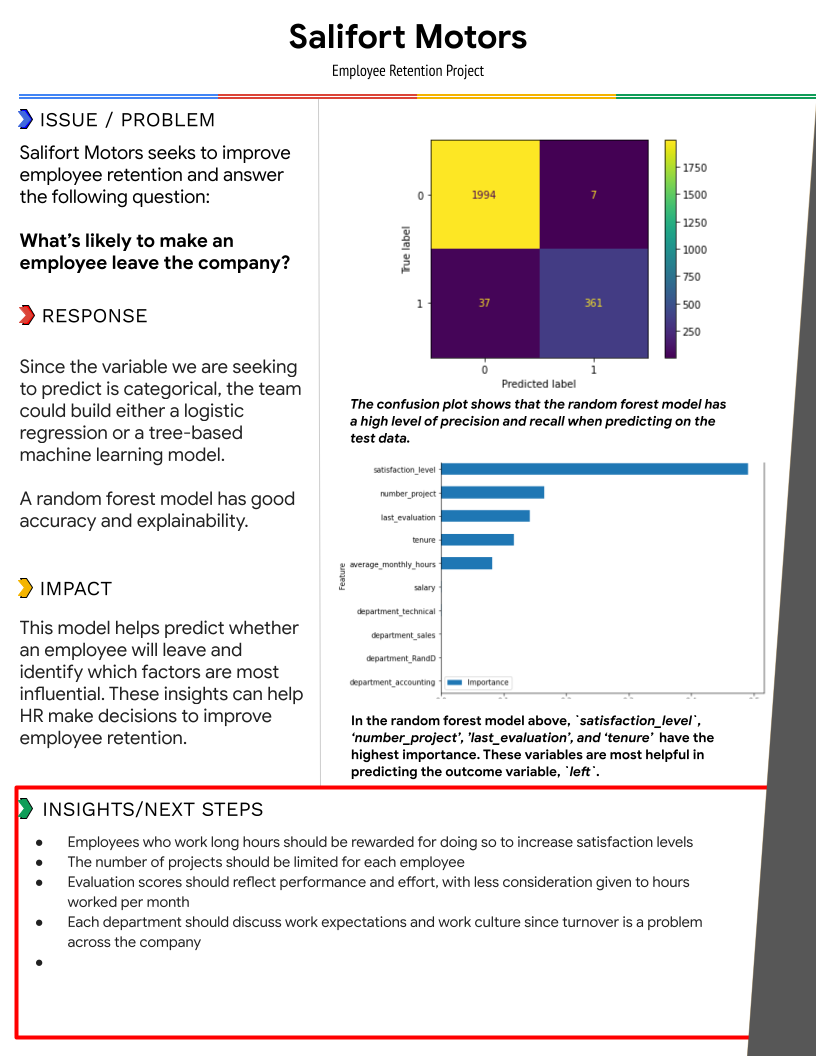 Salifort Motors
Employee Retention Project
ISSUE / PROBLEM
Salifort Motors seeks to improve
employee retention and answer
the following question:
What's likely to make an
employee leave the company?
RESPONSE
Since the variable we are seeking
to predict is categorical, the team
could build either a logistic
regression or a tree-based
machine learning model.
A random forest model has good
accuracy and explainability.
IMPACT
This model helps predict whether
an employee will leave and
identify which factors are most
influential. These insights can help
HR make decisions to improve
employee retention.
True label
0
1
1994
7
37
361
0
1
Predicted label
1750
1500
1250
1000
750
500
250
The confusion plot shows that the random forest model has
a high level of precision and recall when predicting on the
test data.
Feature
satisfaction_level
number_project
last_evaluation
tenure
average_monthly_hours
salary
department_technical
department_sales
department_RandD
department_accounting
Importance
In the random forest model above, `satisfaction_level`,
‘number_project’, ’last_evaluation’, and ‘tenure’ have the
highest importance. These variables are most helpful in
predicting the outcome variable, `left`.
INSIGHTS/NEXT STEPS
● Employees who work long hours should be rewarded for doing so to increase satisfaction levels
● The number of projects should be limited for each employee
● Evaluation scores should reflect performance and effort, with less consideration given to hours
worked per month
● Each department should discuss work expectations and work culture since turnover is a problem
across the company
●